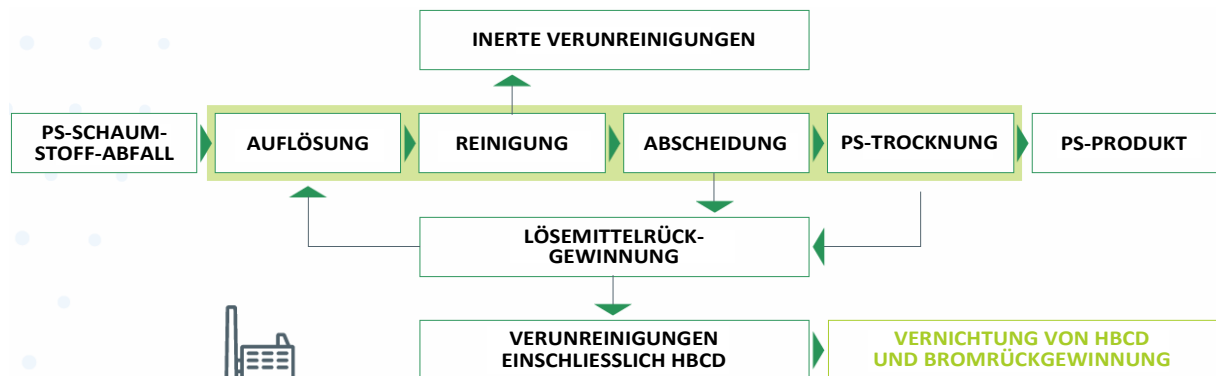 INERTE VERUNREINIGUNGEN
PS-SCHAUM-
STOFF-ABFALL
AUFLÖSUNG
REINIGUNG
ABSCHEIDUNG
PS-TROCKNUNG
PS-PRODUKT
LÖSEMITTELRÜCK-
GEWINNUNG
VERUNREINIGUNGEN
EINSCHLIESSLICH HBCD
VERNICHTUNG VON HBCD
UND BROMRÜCKGEWINNUNG